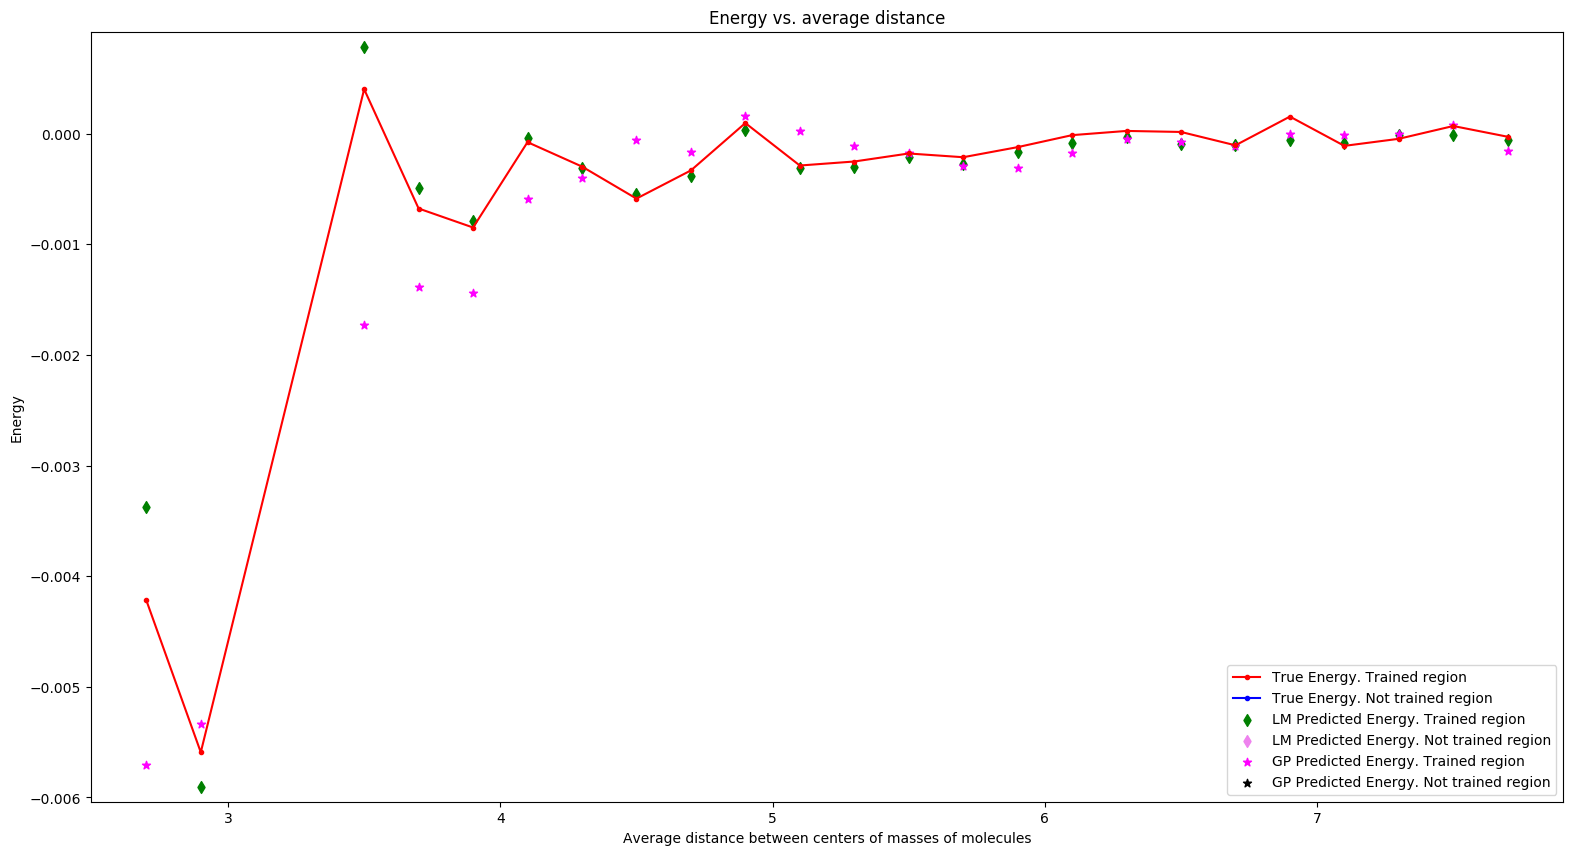 Energy vs. average distance
0.000
−0.001
−0.002
−0.003
−0.004
−0.005
−0.006
Energy
3 4 5 6 7
Average distance between centers of masses of molecules
True Energy. Trained region
True Energy. Not trained region
LM Predicted Energy. Trained region
LM Predicted Energy. Not trained region
GP Predicted Energy. Trained region
GP Predicted Energy. Not trained region